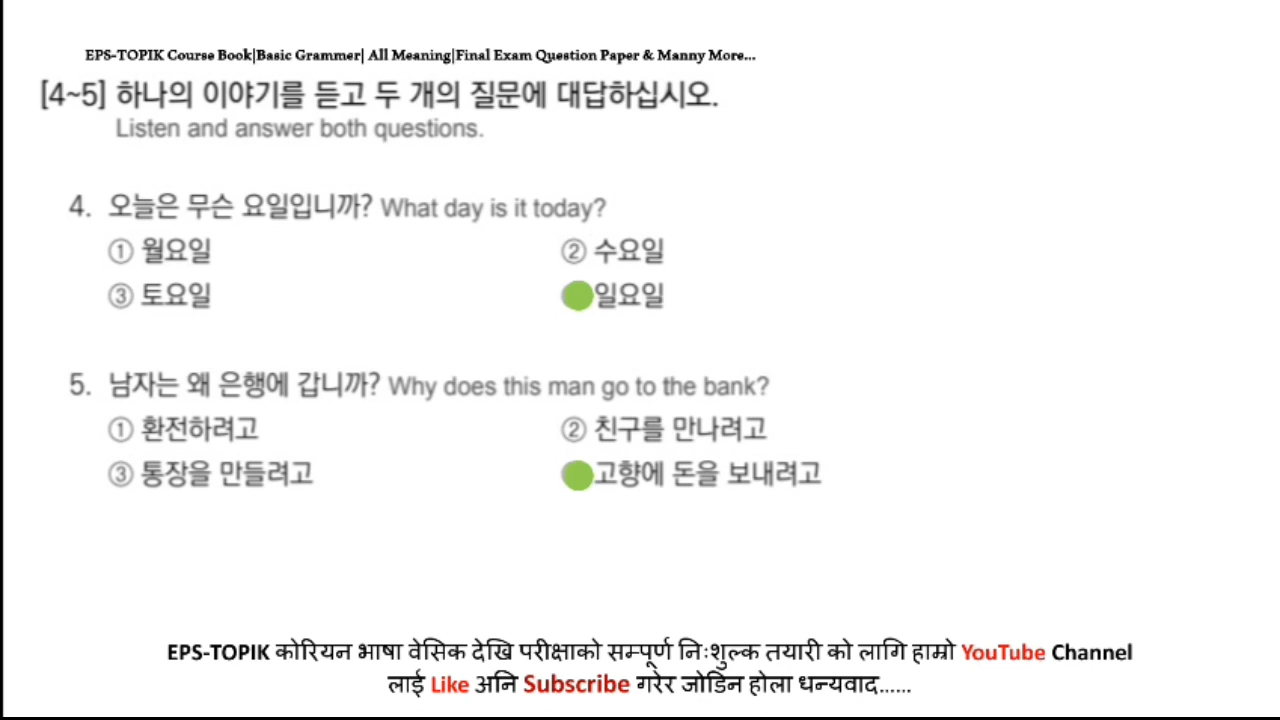 EPS-TOPIK Course Book|Basic Grammer| All Meaning|Final Exam Question Paper & Manny More...
[4~5] 하나의 이야기를 듣고 두 개의 질문에 대답하십시오.
Listen and answer both questions.
4. 오늘은 무슨 요일입니까? What day is it today?
① 월요일 ② 수요일
③ 토요일 일요일
5. 남자는 왜 은행에 갑니까? Why does this man go to the bank?
① 환전하려고 ② 친구를 만나려고
③ 통장을 만들려고 고향에 돈을 보내려고
EPS-TOPIK कोरियन भाषा वेसिक देखि परीक्षाको सम्पूर्ण निःशुल्क तयारी को लागि हाम्रो YouTube Channel
लाई Like अनि Subscribe गरेर जोडिन होला धन्यवाद......